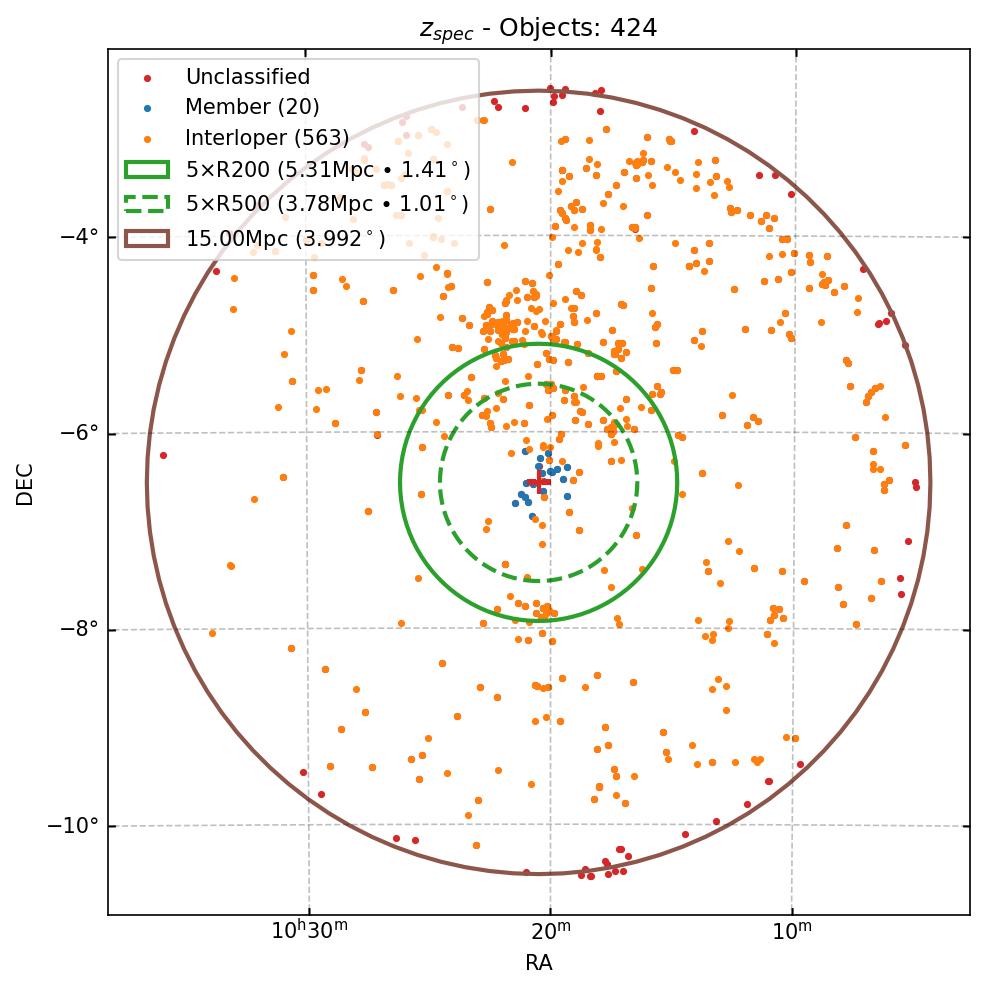 z_spec - Objects: 424
Unclassified
Member (20)
Interloper (563)
5×R200 (5.31Mpc • 1.41°)
5×R500 (3.78Mpc • 1.01°)
15.00Mpc (3.992°)
−4°
−6°
−8°
−10°
DEC
10ʰ30ᵐ 20ᵐ 10ᵐ
RA